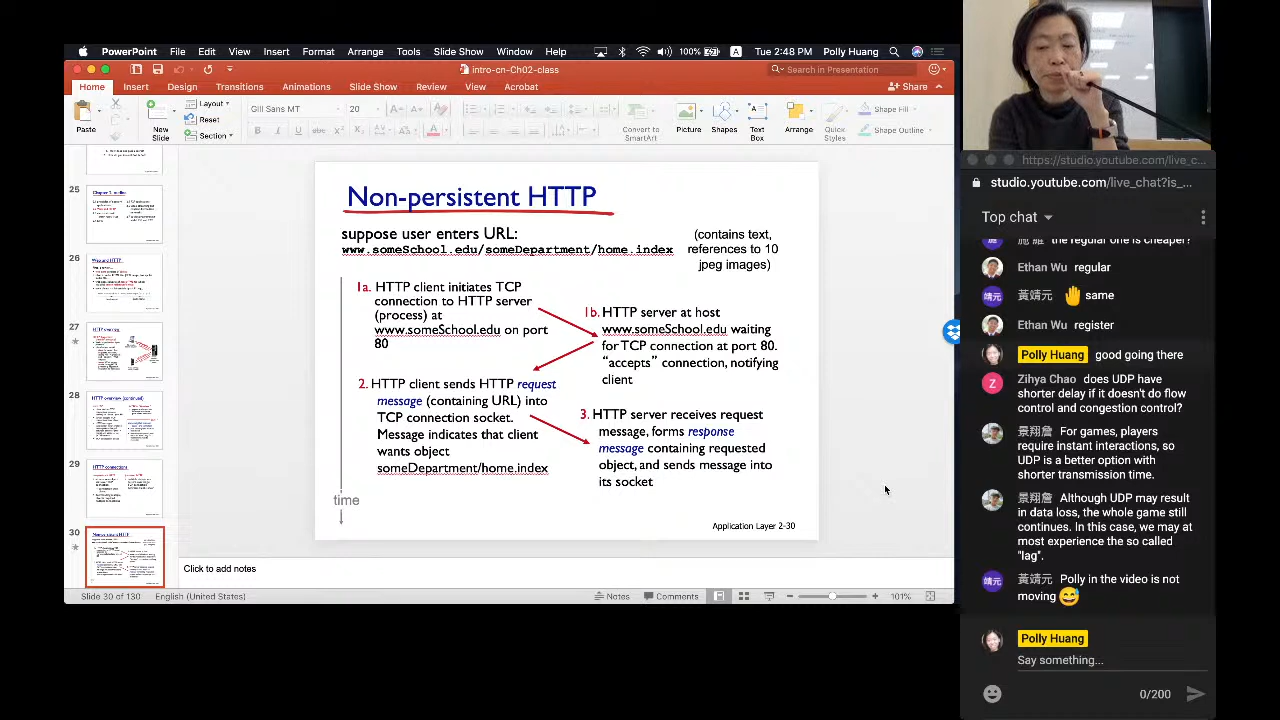 PowerPoint File Edit View Insert Format Arrange Tools Slide Show Window Help 100% A Tue 2:48 PM Polly Huang
intro-cn-Ch02-class
Search in Presentation
Home Insert Design Transitions Animations Slide Show Review View Acrobat Share
Paste
New
Slide
Layout
Reset
Section
Gill Sans MT 20
B I U abc X
Convert to
SmartArt
Picture
Shapes
Text
Box
Arrange
Quick
Styles
Shape Fill
Shape Outline
25
26
27
28
29
30
Non-persistent HTTP
suppose user enters URL:
www.someSchool.edu/someDepartment/home.index
(contains text,
references to 10
jpeg images)
1a. HTTP client initiates TCP
connection to HTTP server
(process) at
www.someSchool.edu on port
80
1b. HTTP server at host
www.someSchool.edu waiting
for TCP connection at port 80.
“accepts” connection, notifying
client
2. HTTP client sends HTTP request
message (containing URL) into
TCP connection socket.
Message indicates that client
wants object
someDepartment/home.index
3. HTTP server receives request
message, forms response
message containing requested
object, and sends message into
its socket
time
Application Layer 2-30
Click to add notes
Slide 30 of 130 English (United States) Notes Comments 101%
https://studio.youtube.com/live_c...
studio.youtube.com/live_chat?is_...
Top chat
the regular one is cheaper?
Ethan Wu regular
黃靖元 same
Ethan Wu register
Polly Huang good going there
Zihya Chao does UDP have
shorter delay if it doesn't do flow
control and congestion control?
景翔詹 For games, players
require instant interactions, so
UDP is a better option with
shorter transmission time.
景翔詹 Although UDP may result
in data loss, the whole game still
continues. In this case, we may at
most experience the so called
"lag".
靖元 黃靖元 Polly in the video is not
moving
Polly Huang
Say something...
0/200